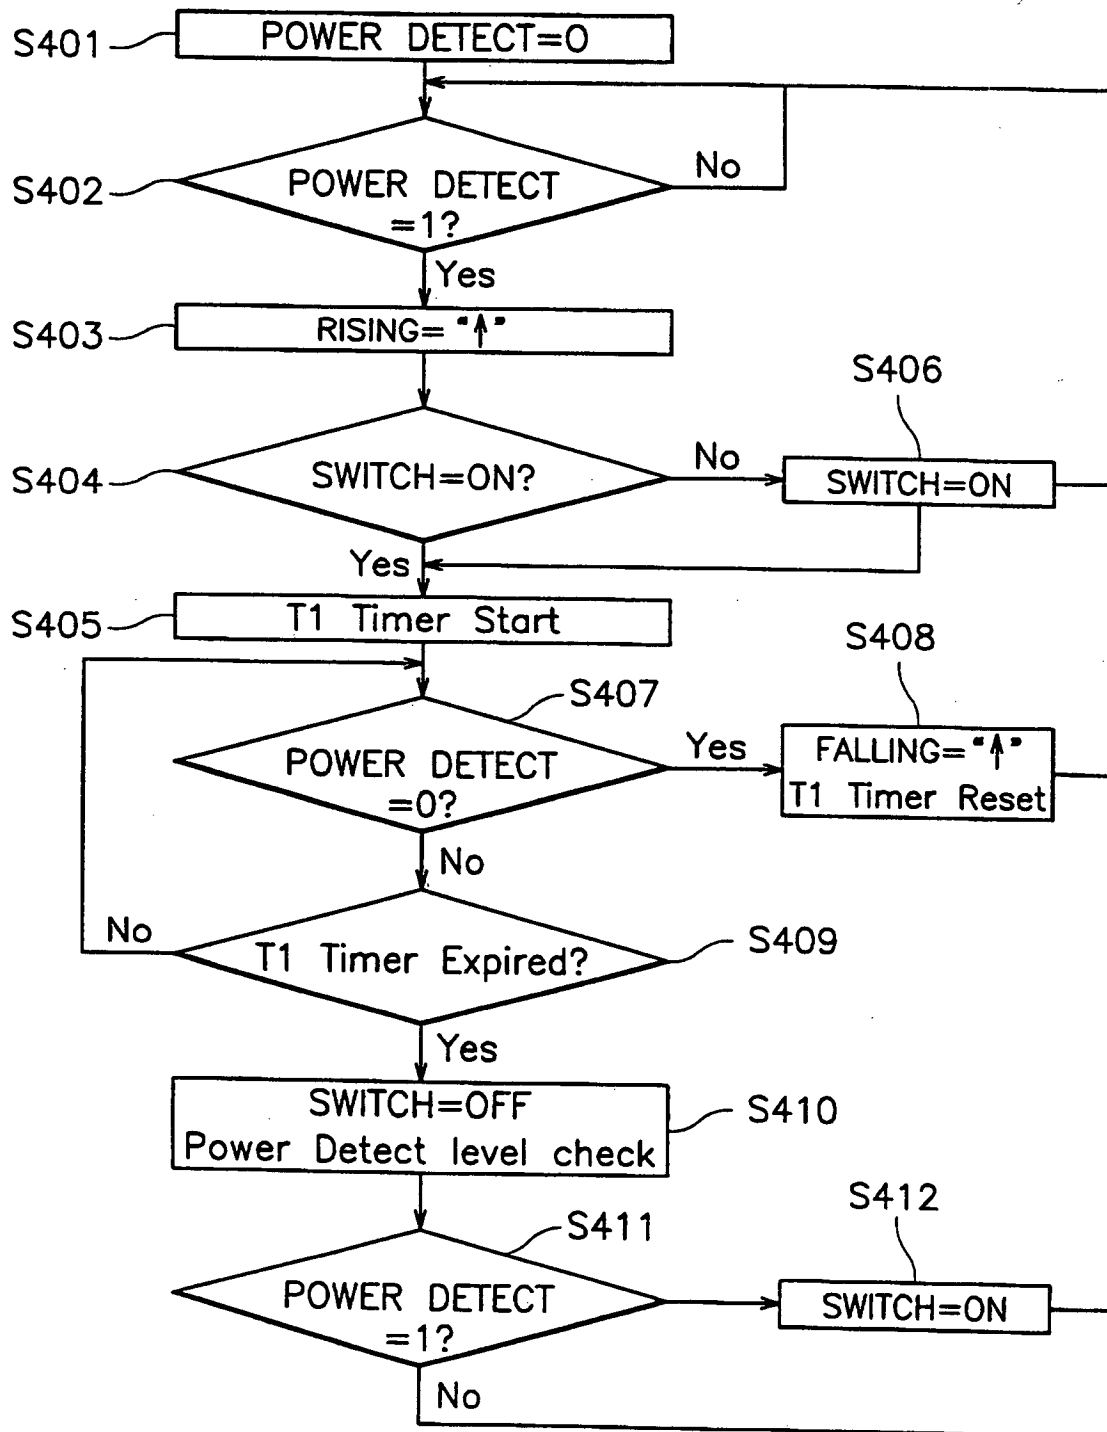 S401
POWER DETECT=0
S402
POWER DETECT
=1?
No
Yes
S403
RISING= "↑"
S404
SWITCH=ON?
No
S406
SWITCH=ON
Yes
S405
T1 Timer Start
S407
POWER DETECT
=0?
Yes
S408
FALLING="↑"
T1 Timer Reset
No
S409
T1 Timer Expired?
No
Yes
S410
SWITCH=OFF
Power Detect level check
S411
POWER DETECT
=1?
S412
SWITCH=ON
No